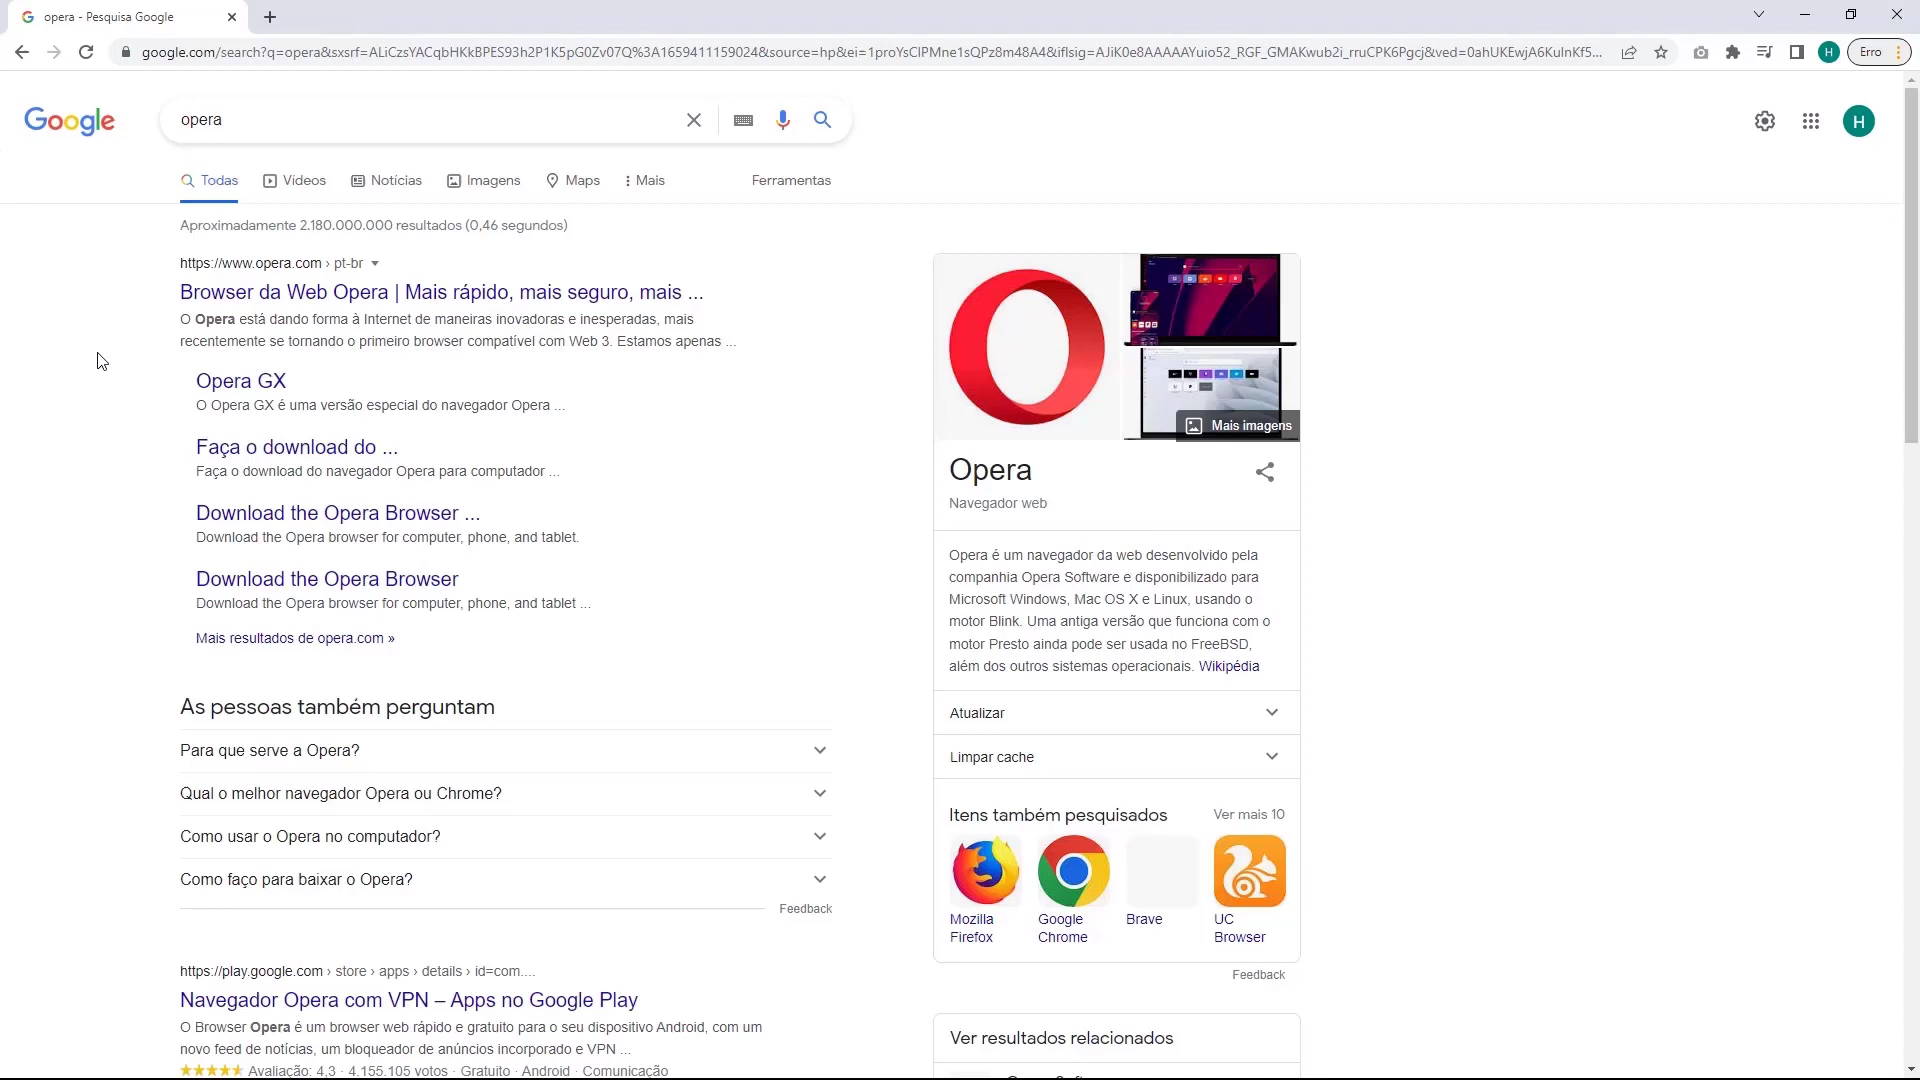 opera - Pesquisa Google
google.com/search?q=opera&sxsrf=ALiCzsYACqbHKkBPES93h2P1K5pG0Zv07Q%3A1659411159024&source=hp&ei=1proYsClPMne1sQPz8m48A4&iflsig=AJiK0e8AAAAAYuio52_RGF_GMAKwub2i_rruCPK6Pgcj&ved=0ahUKEwjA6KulnKf5...
H
Erro
Google
opera
H
Todas
Vídeos
Notícias
Imagens
Maps
Mais
Ferramentas
Aproximadamente 2.180.000.000 resultados (0,46 segundos)
https://www.opera.com › pt-br
Browser da Web Opera | Mais rápido, mais seguro, mais ...
O Opera está dando forma à Internet de maneiras inovadoras e inesperadas, mais
recentemente se tornando o primeiro browser compatível com Web 3. Estamos apenas ...
Opera GX
O Opera GX é uma versão especial do navegador Opera ...
Faça o download do ...
Faça o download do navegador Opera para computador ...
Download the Opera Browser ...
Download the Opera browser for computer, phone, and tablet.
Download the Opera Browser
Download the Opera browser for computer, phone, and tablet ...
Mais resultados de opera.com »
As pessoas também perguntam
Para que serve a Opera?
Qual o melhor navegador Opera ou Chrome?
Como usar o Opera no computador?
Como faço para baixar o Opera?
Feedback
https://play.google.com › store › apps › details › id=com....
Navegador Opera com VPN – Apps no Google Play
O Browser Opera é um browser web rápido e gratuito para o seu dispositivo Android, com um
novo feed de notícias, um bloqueador de anúncios incorporado e VPN ...
Avaliação: 4,3 · 4.155.105 votos · Gratuito · Android · Comunicação
Mais imagens
Opera
Navegador web
Opera é um navegador da web desenvolvido pela
companhia Opera Software e disponibilizado para
Microsoft Windows, Mac OS X e Linux, usando o
motor Blink. Uma antiga versão que funciona com o
motor Presto ainda pode ser usada no FreeBSD,
além dos outros sistemas operacionais. Wikipédia
Atualizar
Limpar cache
Itens também pesquisados
Ver mais 10
Mozilla
Firefox
Google
Chrome
Brave
UC
Browser
Feedback
Ver resultados relacionados